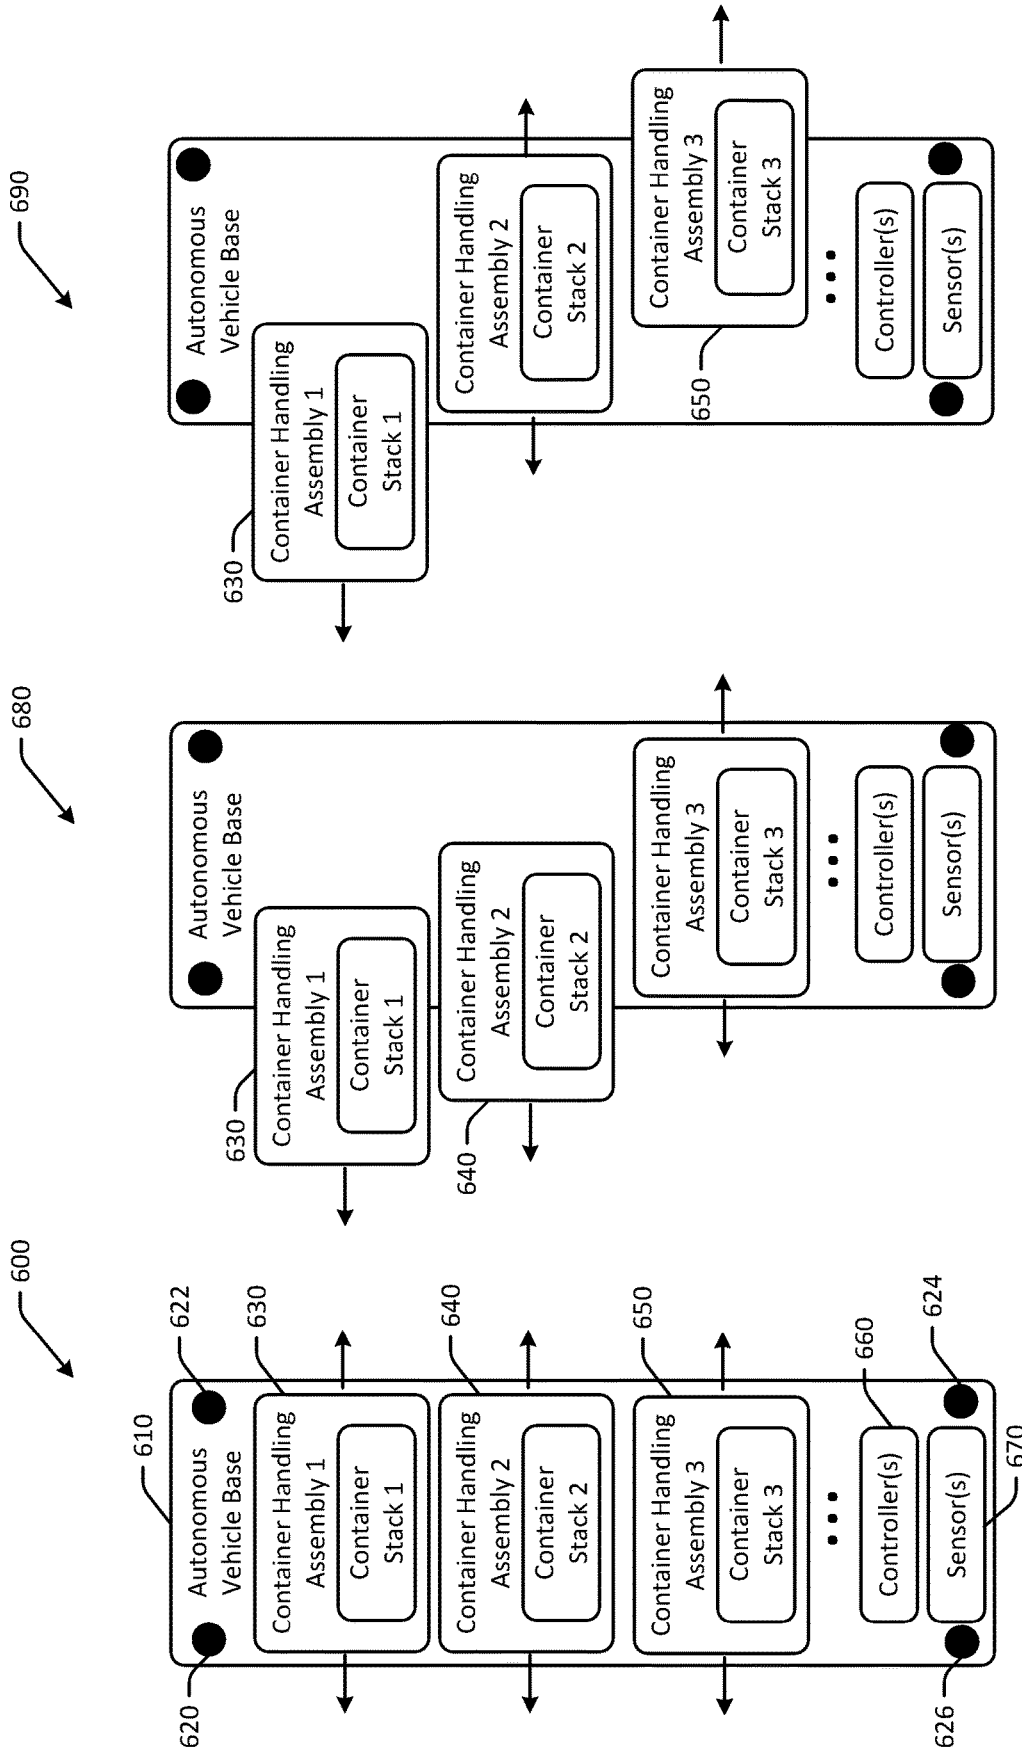 600
610
620
622
Autonomous
Vehicle Base
630
Container Handling
Assembly 1
Container
Stack 1
640
Container Handling
Assembly 2
Container
Stack 2
650
Container Handling
Assembly 3
Container
Stack 3
...
660
Controller(s)
624
Sensor(s)
626
670
680
Autonomous
Vehicle Base
630
Container Handling
Assembly 1
Container
Stack 1
640
Container Handling
Assembly 2
Container
Stack 2
Container Handling
Assembly 3
Container
Stack 3
...
Controller(s)
Sensor(s)
690
Autonomous
Vehicle Base
630
Container Handling
Assembly 1
Container
Stack 1
Container Handling
Assembly 2
Container
Stack 2
650
Container Handling
Assembly 3
Container
Stack 3
...
Controller(s)
Sensor(s)